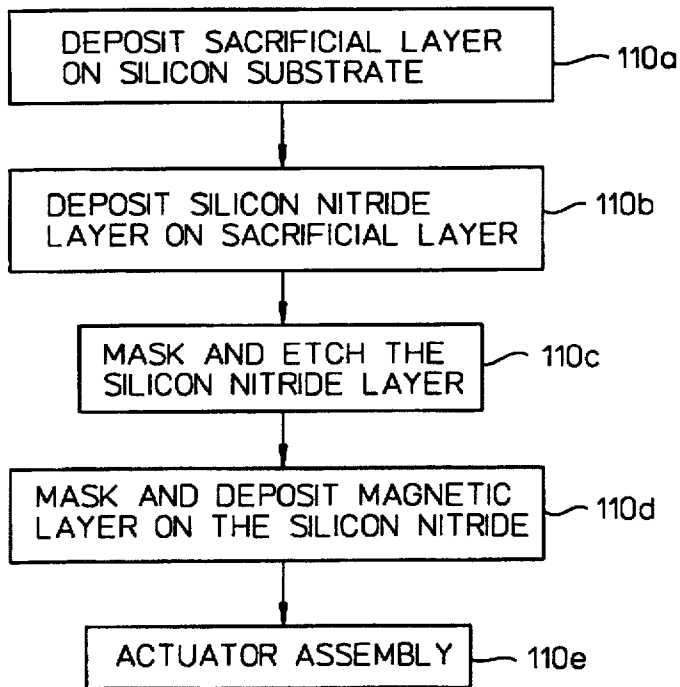 DEPOSIT SACRIFICIAL LAYER
ON SILICON SUBSTRATE
110a
DEPOSIT SILICON NITRIDE
LAYER ON SACRIFICIAL LAYER
110b
MASK AND ETCH THE
SILICON NITRIDE LAYER
110c
MASK AND DEPOSIT MAGNETIC
LAYER ON THE SILICON NITRIDE
110d
ACTUATOR ASSEMBLY
110e